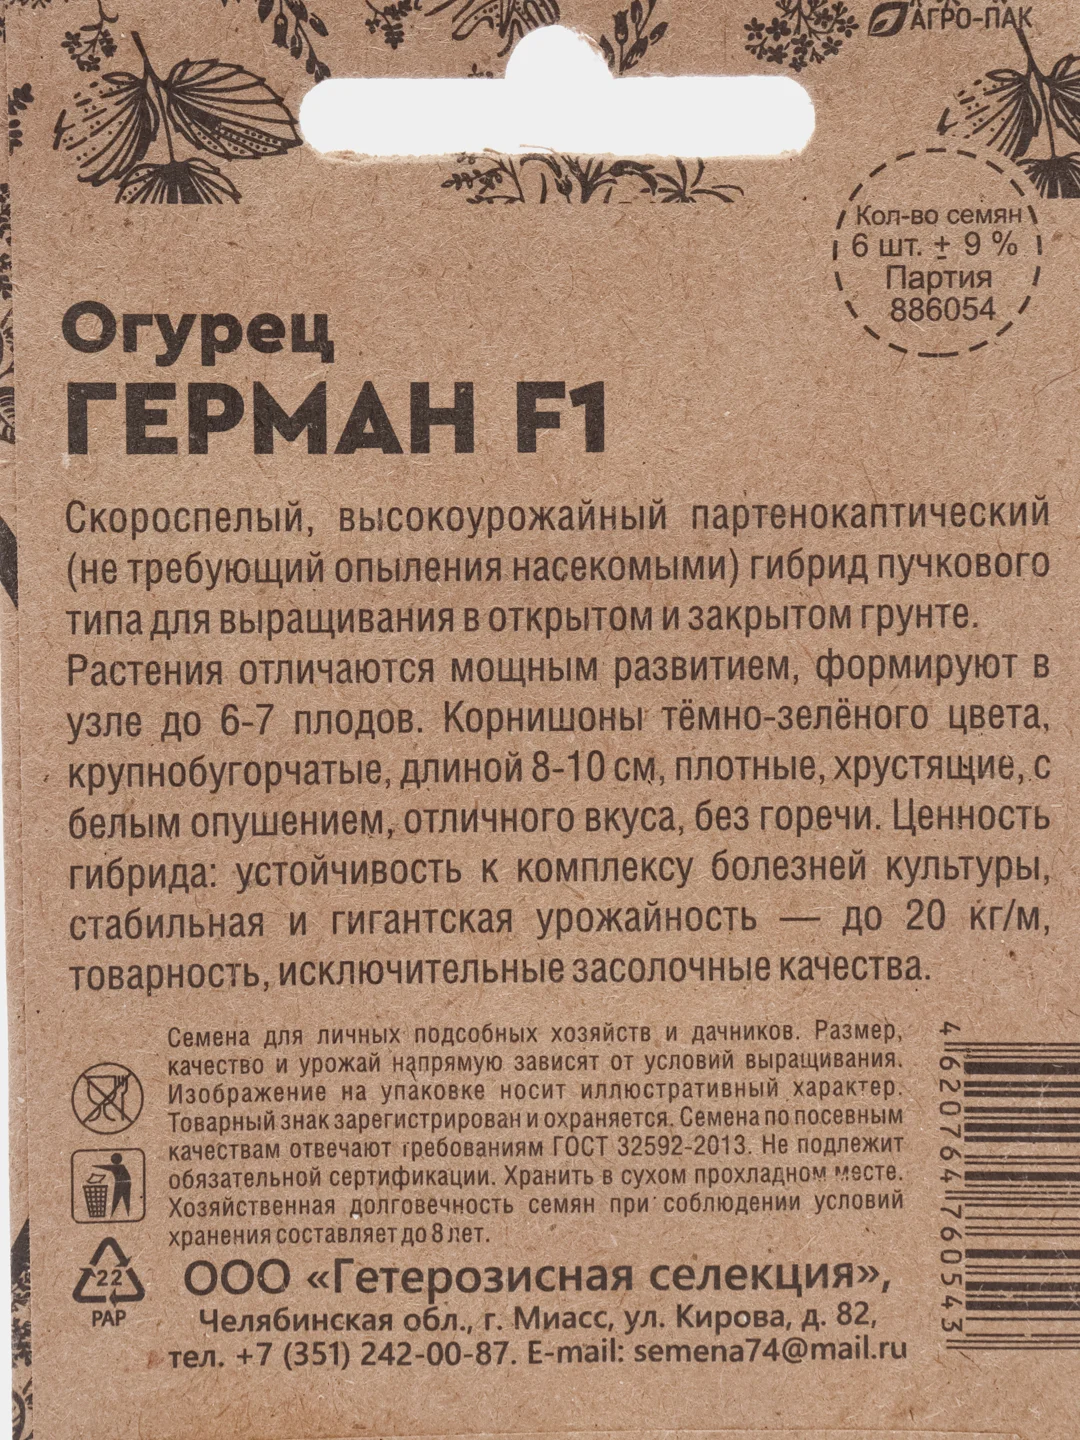 АГРО-ПАК
Кол-во семян
6 шт. ± 9 %
Партия
886054
Огурец
ГЕРМАН F1
Скороспелый, высокоурожайный партенокаптический
(не требующий опыления насекомыми) гибрид пучкового
типа для выращивания в открытом и закрытом грунте.
Растения отличаются мощным развитием, формируют в
узле до 6-7 плодов. Корнишоны тёмно-зелёного цвета,
крупнобугорчатые, длиной 8-10 см, плотные, хрустящие, с
белым опушением, отличного вкуса, без горечи. Ценность
гибрида: устойчивость к комплексу болезней культуры,
стабильная и гигантская урожайность — до 20 кг/м,
товарность, исключительные засолочные качества.
Семена для личных подсобных хозяйств и дачников. Размер,
качество и урожай напрямую зависят от условий выращивания.
Изображение на упаковке носит иллюстративный характер.
Товарный знак зарегистрирован и охраняется. Семена по посевным
качествам отвечают требованиям ГОСТ 32592-2013. Не подлежит
обязательной сертификации. Хранить в сухом прохладном месте.
Хозяйственная долговечность семян при соблюдении условий
хранения составляет до 8 лет.
22
PAP
ООО «Гетерозисная селекция»,
Челябинская обл., г. Миасс, ул. Кирова, д. 82,
тел. +7 (351) 242-00-87. E-mail: semena74@mail.ru
4 620764 760543